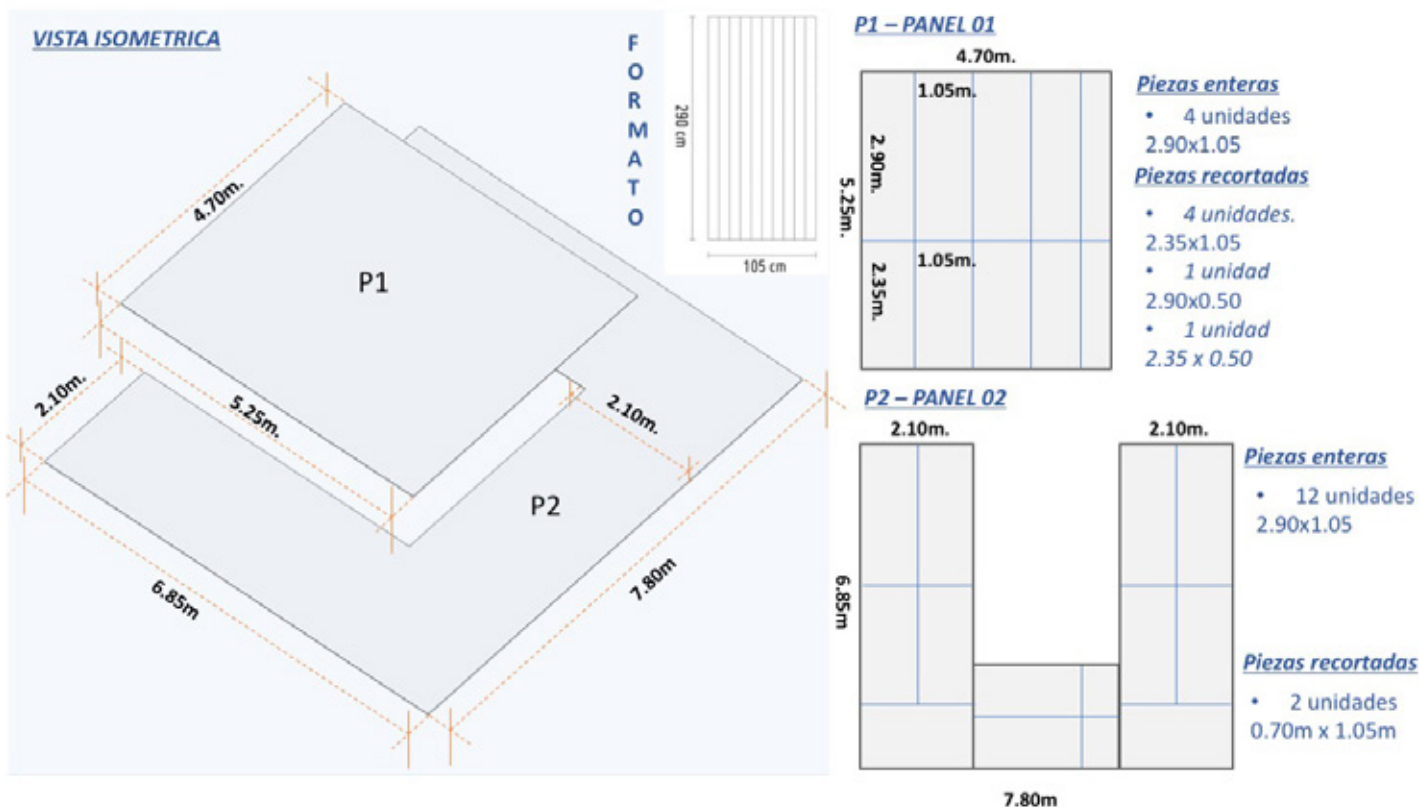 VISTA ISOMETRICA
4.70m.
P1
2.10m.
5.25m.
2.10m.
P2
6.85m
7.80m
FORMATO
290 cm
105 cm
P1 – PANEL 01
4.70m.
1.05m.
2.90m.
5.25m.
1.05m.
2.35m.
Piezas enteras
• 4 unidades
2.90x1.05
Piezas recortadas
• 4 unidades.
2.35x1.05
• 1 unidad
2.90x0.50
• 1 unidad
2.35 x 0.50
P2 – PANEL 02
2.10m.
2.10m.
6.85m
7.80m
Piezas enteras
• 12 unidades
2.90x1.05
Piezas recortadas
• 2 unidades
0.70m x 1.05m